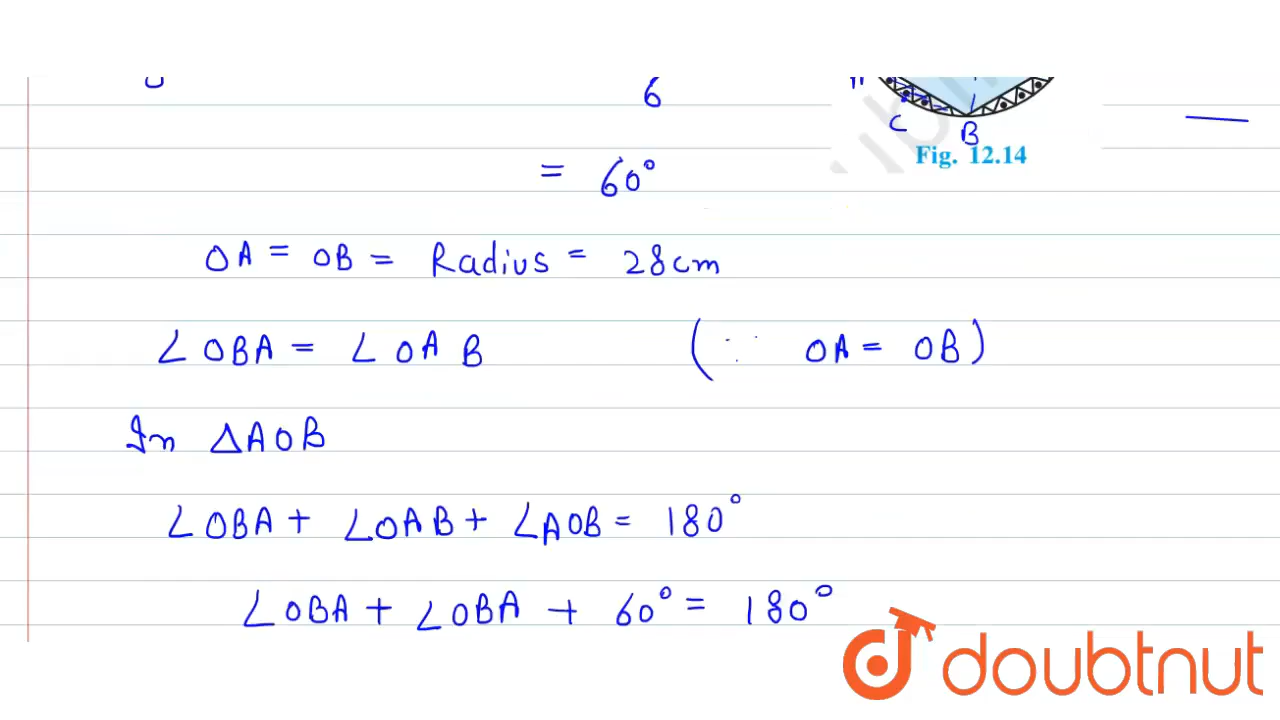 6
C
B
Fig. 12.14
= 60°
OA = OB = Radius = 28cm
∠OBA = ∠OAB (∵ OA = OB)
In ΔAOB
∠OBA + ∠OAB + ∠AOB = 180°
∠OBA + ∠OBA + 60° = 180°
doubtnut